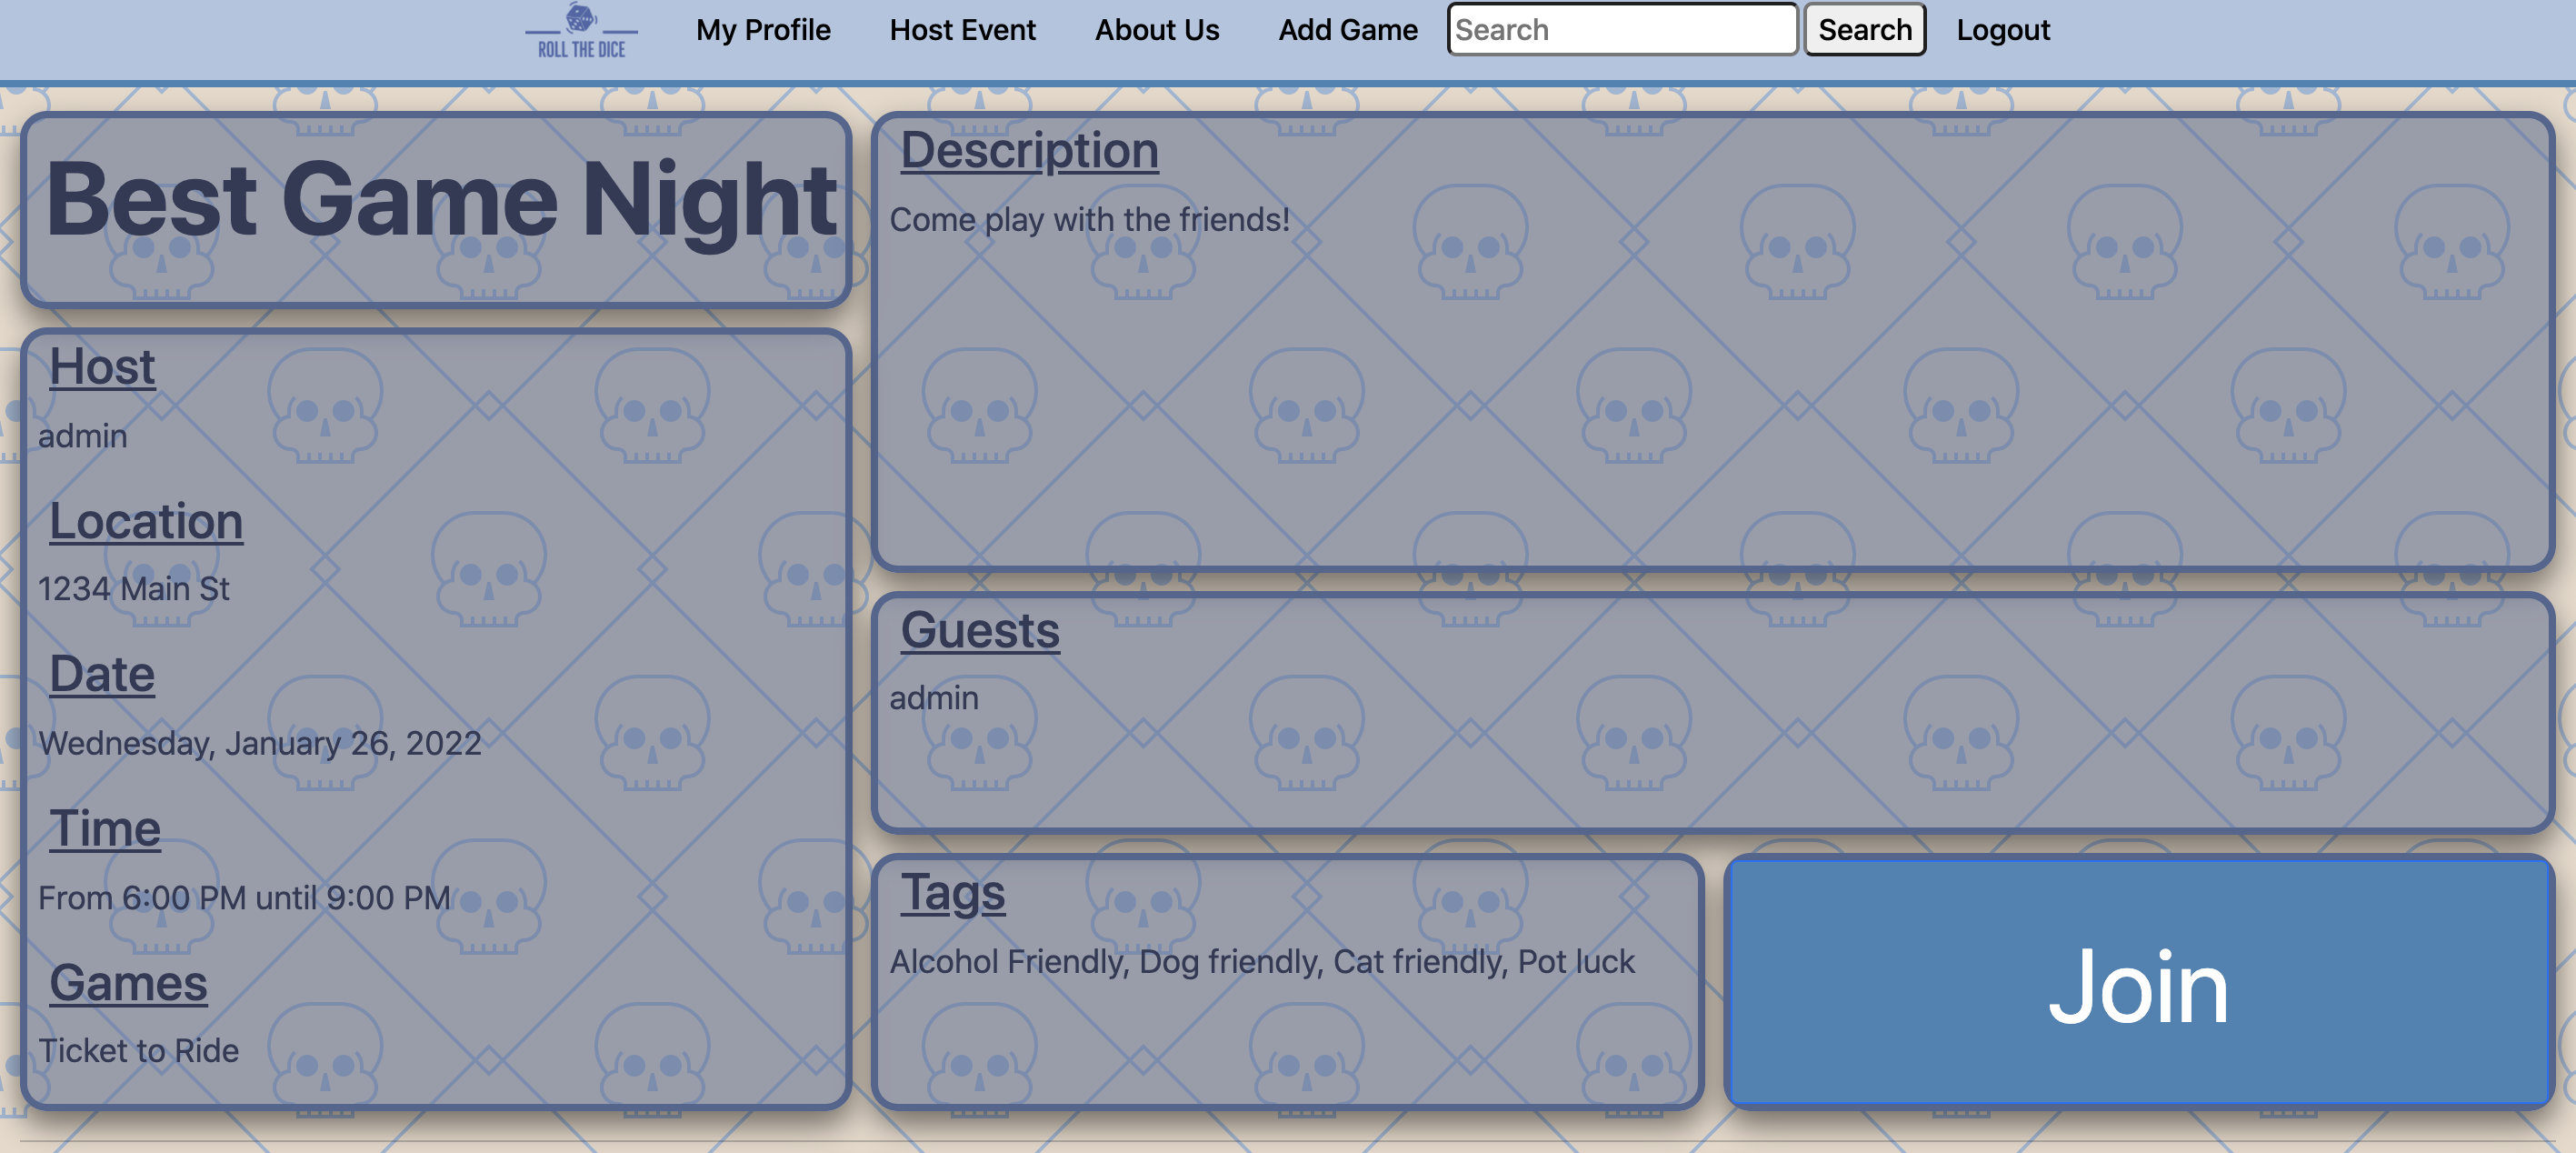 ROLL THE DICE
My Profile
Host Event
About Us
Add Game
Search
Search
Logout
Best Game Night
Host
admin
Location
1234 Main St
Date
Wednesday, January 26, 2022
Time
From 6:00 PM until 9:00 PM
Games
Ticket to Ride
Description
Come play with the friends!
Guests
admin
Tags
Alcohol Friendly, Dog friendly, Cat friendly, Pot luck
Join